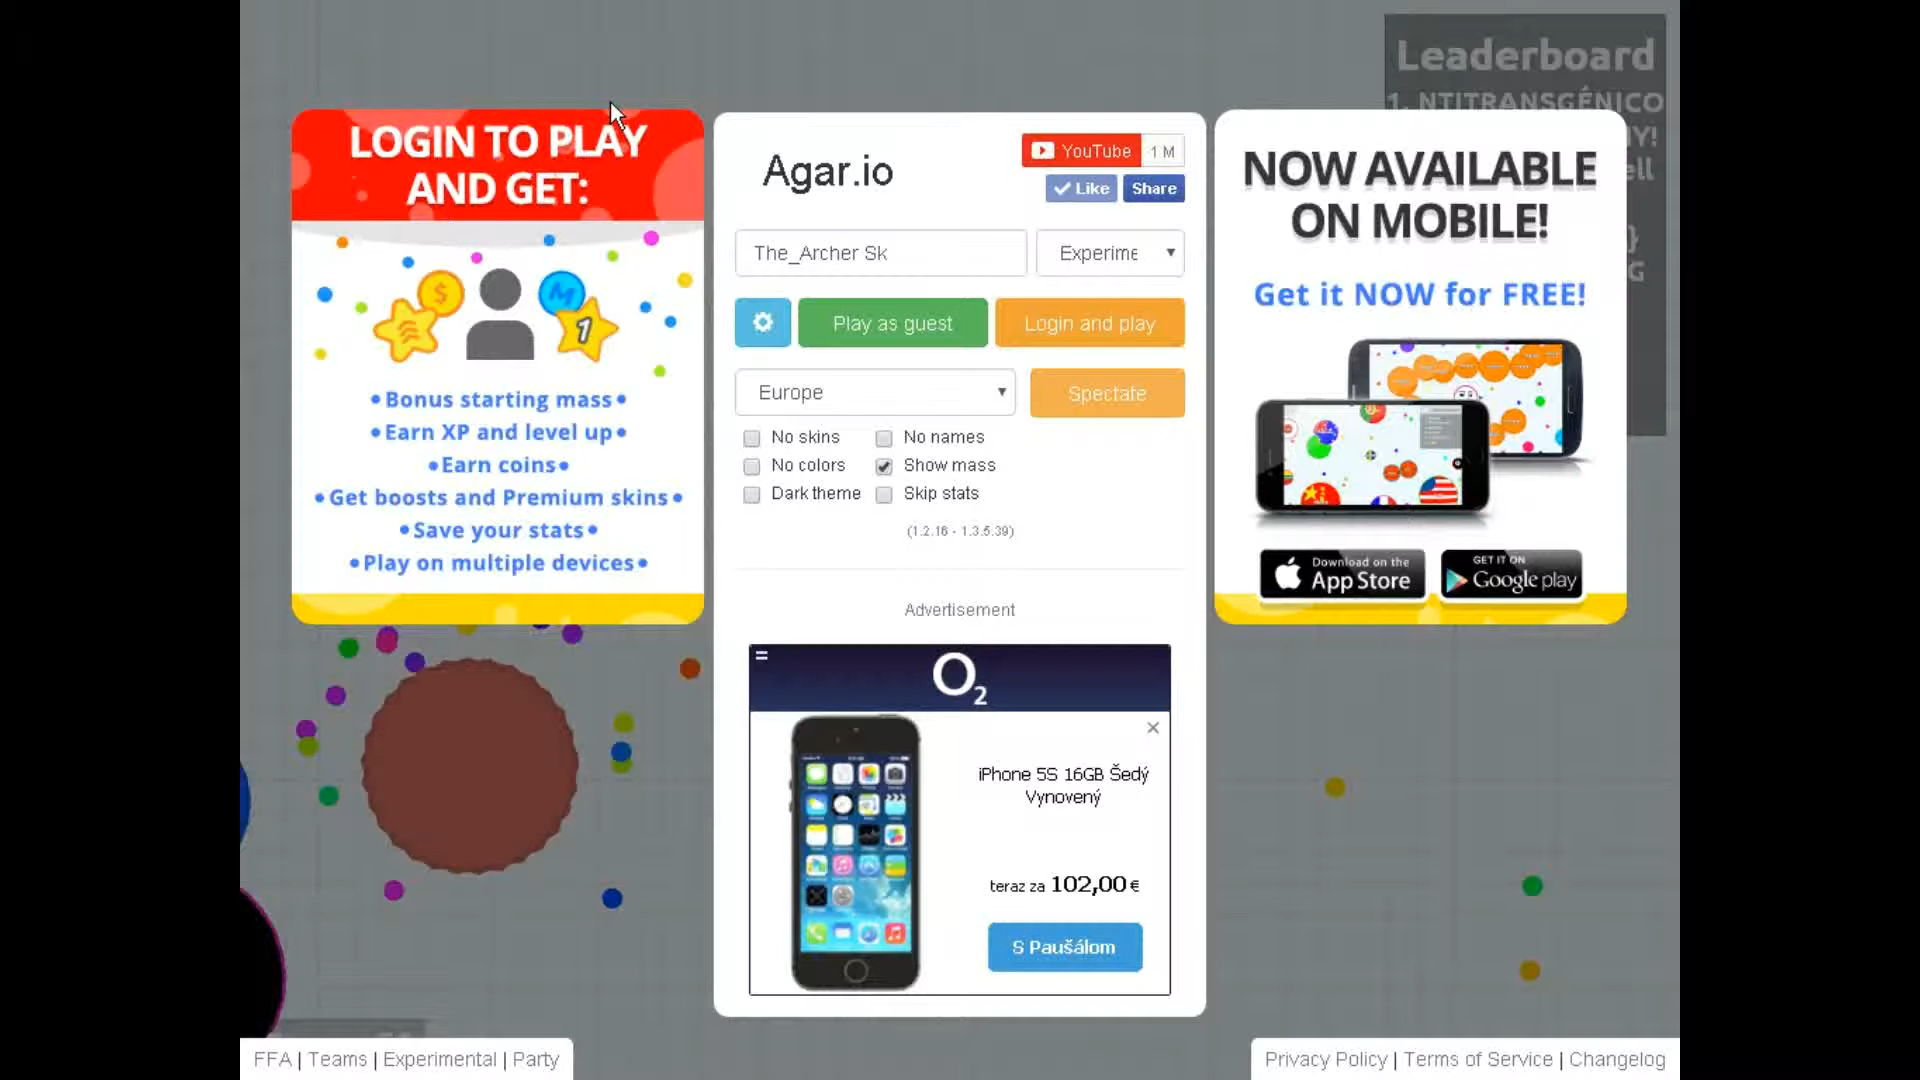 Leaderboard
1. NTITRANSGÉNICO
LOGIN TO PLAY
AND GET:
$
M
1
•Bonus starting mass•
•Earn XP and level up•
•Earn coins•
•Get boosts and Premium skins•
•Save your stats•
•Play on multiple devices•
Agar.io
YouTube 1 M
Like Share
The_Archer Sk
Experime
Play as guest
Login and play
Europe
Spectate
No skins No names
No colors Show mass
Dark theme Skip stats
(1.2.16 - 1.3.5.39)
Advertisement
O2
iPhone 5S 16GB Šedý
Vynovený
teraz za 102,00 €
S Paušálom
NOW AVAILABLE
ON MOBILE!
Get it NOW for FREE!
Download on the
App Store
GET IT ON
Google play
FFA | Teams | Experimental | Party
Privacy Policy | Terms of Service | Changelog